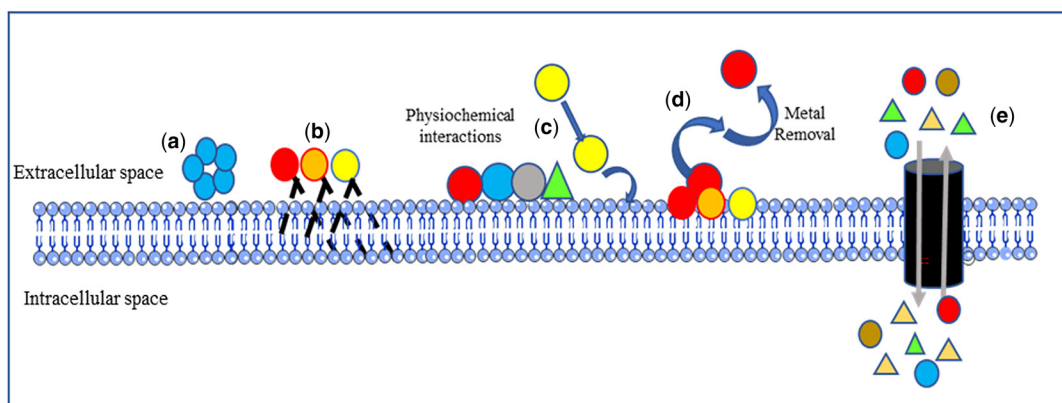 (a)
(b)
Physiochemical
interactions
(c)
(d)
Metal
Removal
(e)
Extracellular space
Intracellular space